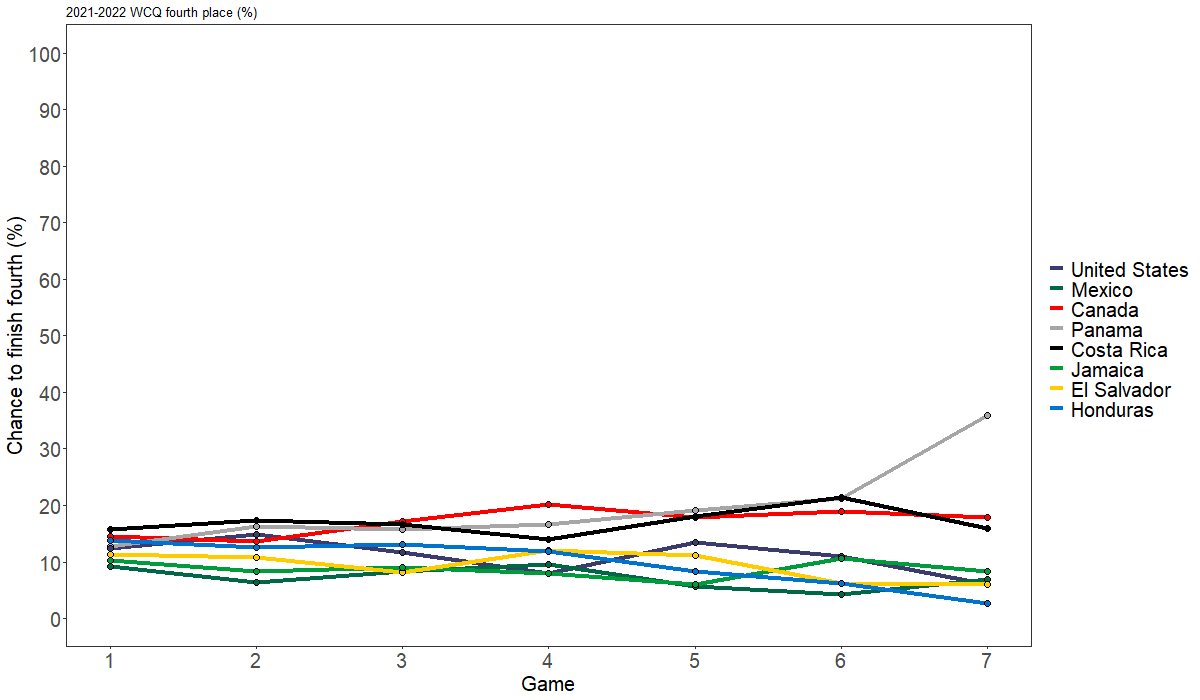 2021-2022 WCQ fourth place (%)
Chance to finish fourth (%)
100
90
80
70
60
50
40
30
20
10
0
1 2 3 4 5 6 7
Game
United States
Mexico
Canada
Panama
Costa Rica
Jamaica
El Salvador
Honduras